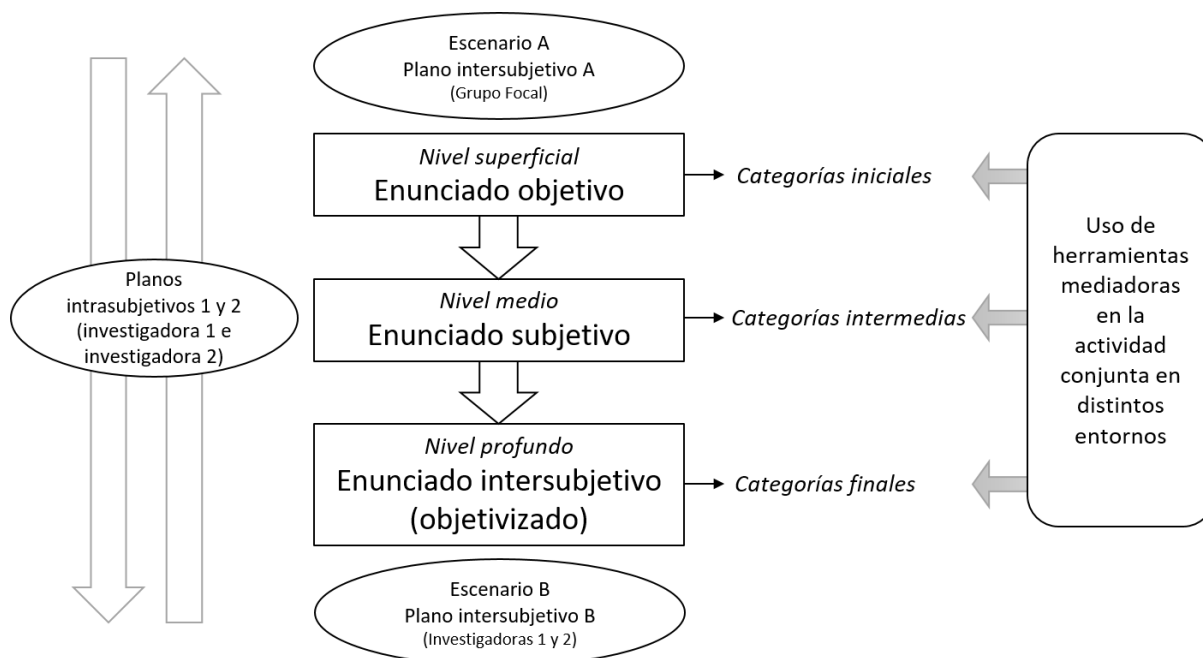 Escenario A
Plano intersubjetivo A
(Grupo Focal)
Nivel superficial
Enunciado objetivo
Categorías iniciales
Planos
intrasubjetivos 1 y 2
(investigadora 1 e
investigadora 2)
Nivel medio
Enunciado subjetivo
Categorías intermedias
Nivel profundo
Enunciado intersubjetivo
(objetivizado)
Categorías finales
Uso de
herramientas
mediadoras
en la
actividad
conjunta en
distintos
entornos
Escenario B
Plano intersubjetivo B
(Investigadoras 1 y 2)